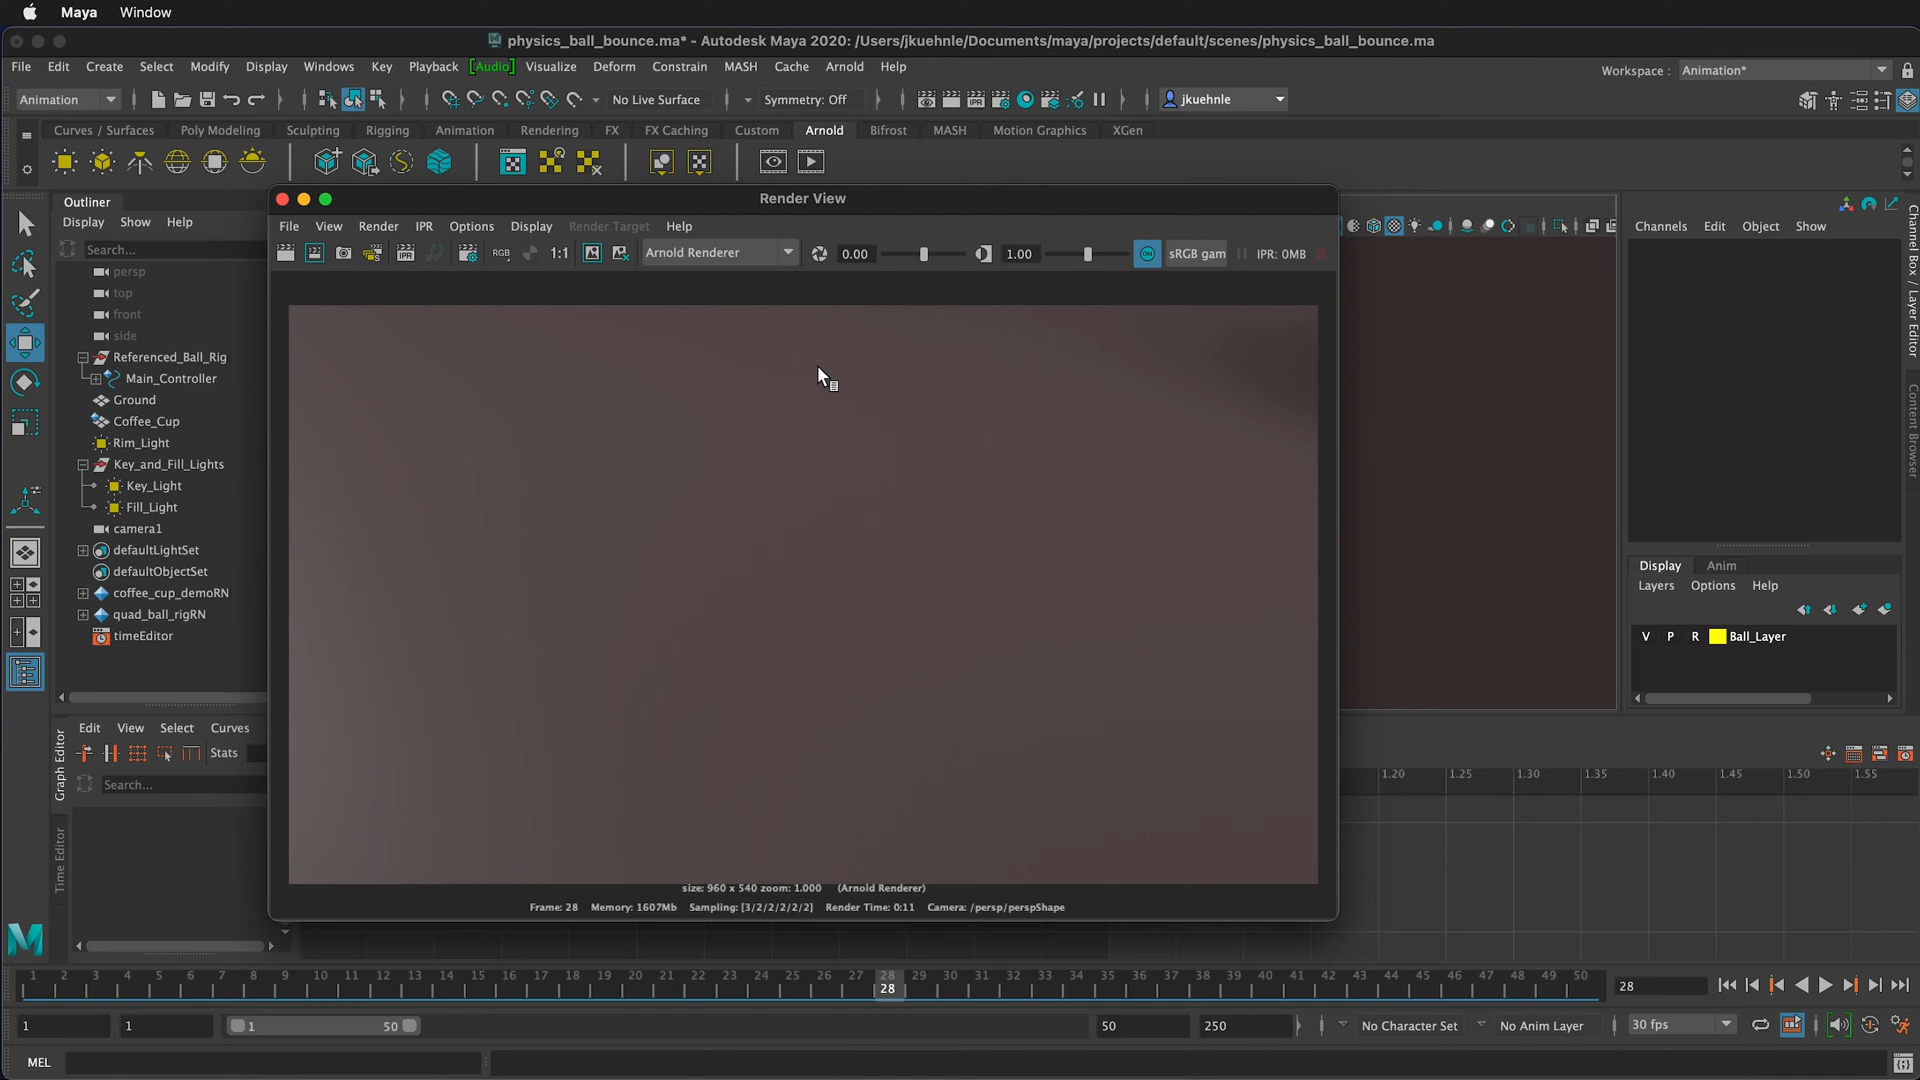 Maya Window
physics_ball_bounce.ma* - Autodesk Maya 2020: /Users/jkuehnle/Documents/maya/projects/default/scenes/physics_ball_bounce.ma
File Edit Create Select Modify Display Windows Key Playback [Audio] Visualize Deform Constrain MASH Cache Arnold Help Workspace : Animation*
Animation No Live Surface Symmetry: Off IPR jkuehnle
Curves / Surfaces Poly Modeling Sculpting Rigging Animation Rendering FX FX Caching Custom Arnold Bifrost MASH Motion Graphics XGen
Outliner
Display Show Help
Search...
persp
top
front
side
Referenced_Ball_Rig
Main_Controller
Ground
Coffee_Cup
Rim_Light
Key_and_Fill_Lights
Key_Light
Fill_Light
camera1
defaultLightSet
defaultObjectSet
coffee_cup_demoRN
quad_ball_rigRN
timeEditor
Render View
File View Render IPR Options Display Render Target Help
IPR RGB 1:1 Arnold Renderer 0.00 1.00 ON sRGB gam IPR: 0MB
size: 960 x 540 zoom: 1.000 (Arnold Renderer)
Frame: 28 Memory: 1607Mb Sampling: [3/2/2/2/2/2] Render Time: 0:11 Camera: /persp/perspShape
Channels Edit Object Show
Channel Box / Layer Editor
Content Browser
Display Anim
Layers Options Help
V P R Ball_Layer
Graph Editor
Time Editor
Edit View Select Curves
Stats
Search...
1.20 1.25 1.30 1.35 1.40 1.45 1.50 1.55
1 2 3 4 5 6 7 8 9 10 11 12 13 14 15 16 17 18 19 20 21 22 23 24 25 26 27 28 29 30 31 32 33 34 35 36 37 38 39 40 41 42 43 44 45 46 47 48 49 50
28 28
1 1 1 50 50 250 No Character Set No Anim Layer 30 fps
MEL